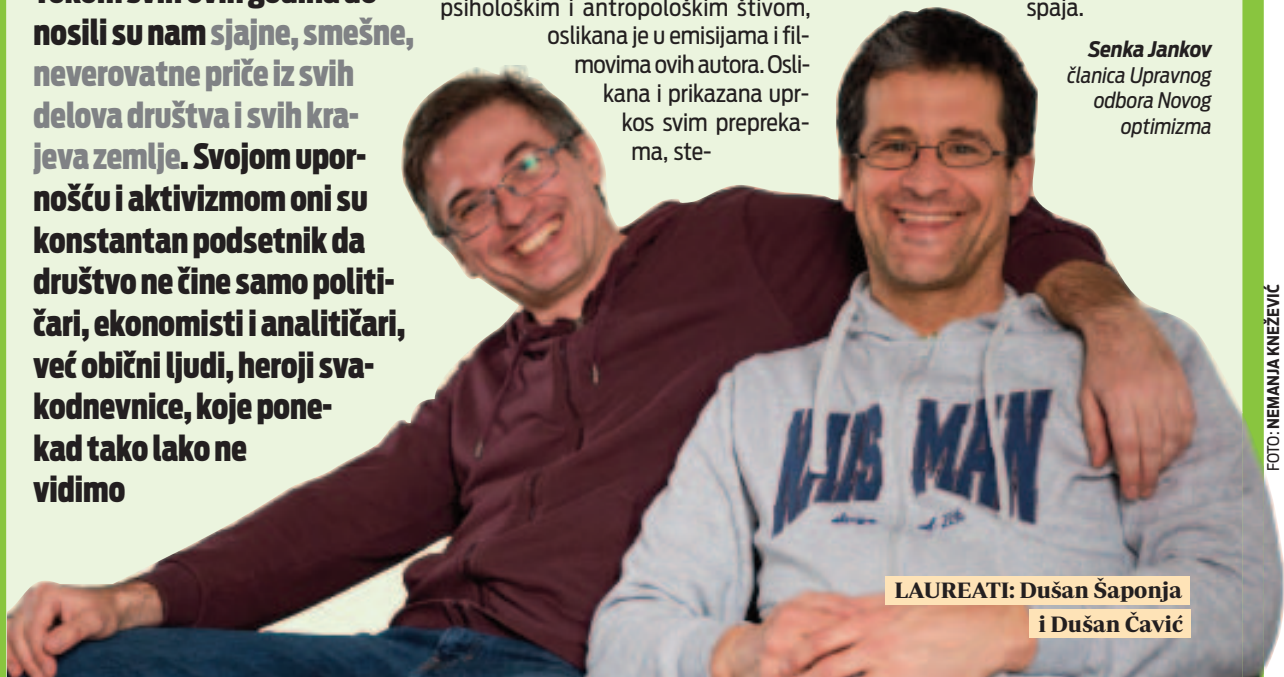 nosili su nam sjajne, smešne,
neverovatne priče iz svih
delova društva i svih kra-
jeva zemlje. Svojom upor-
nošću i aktivizmom oni su
konstantan podsetnik da
društvo ne čine samo politi-
čari, ekonomisti i analitičari,
već obični ljudi, heroji sva-
kodnevnice, koje pone-
kad tako lako ne
vidimo
psihološkim i antropološkim štivom,
oslikana je u emisijama i fil-
movima ovih autora. Osli-
kana i prikazana upr-
kos svim prepreka-
ma, ste-
spaja.
Senka Jankov
članica Upravnog
odbora Novog
optimizma
MAN
LAUREATI: Dušan Šaponja
i Dušan Čavić
FOTO: NEMANJA KNEŽEVIĆ